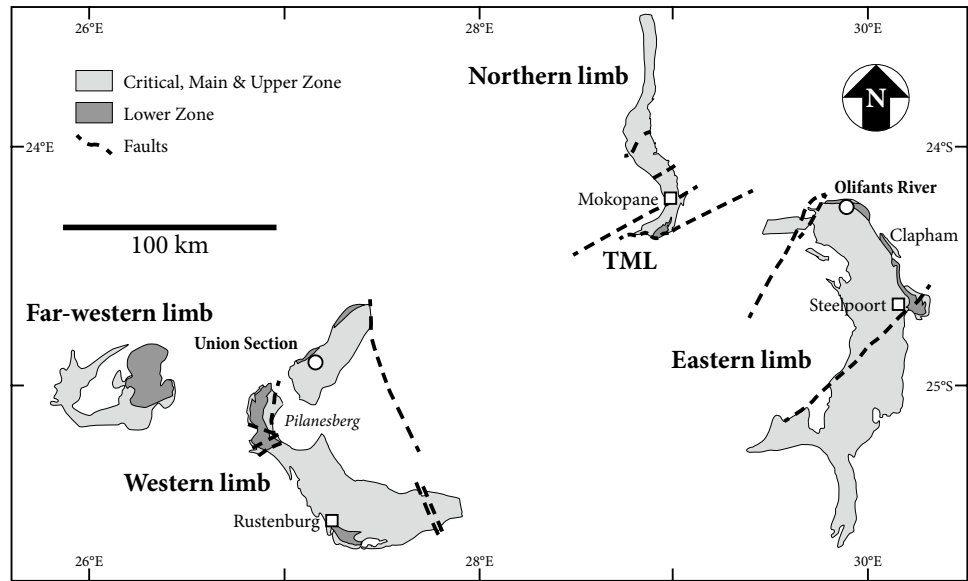 26°E
28°E
30°E
Critical, Main & Upper Zone
Lower Zone
Faults
Northern limb
N
24°E
24°S
Mokopane
Olifants River
100 km
TML
Clapham
Far-western limb
Steelpoort
Union Section
Eastern limb
25°S
Pilanesberg
Western limb
Rustenburg
26°E
28°E
30°E